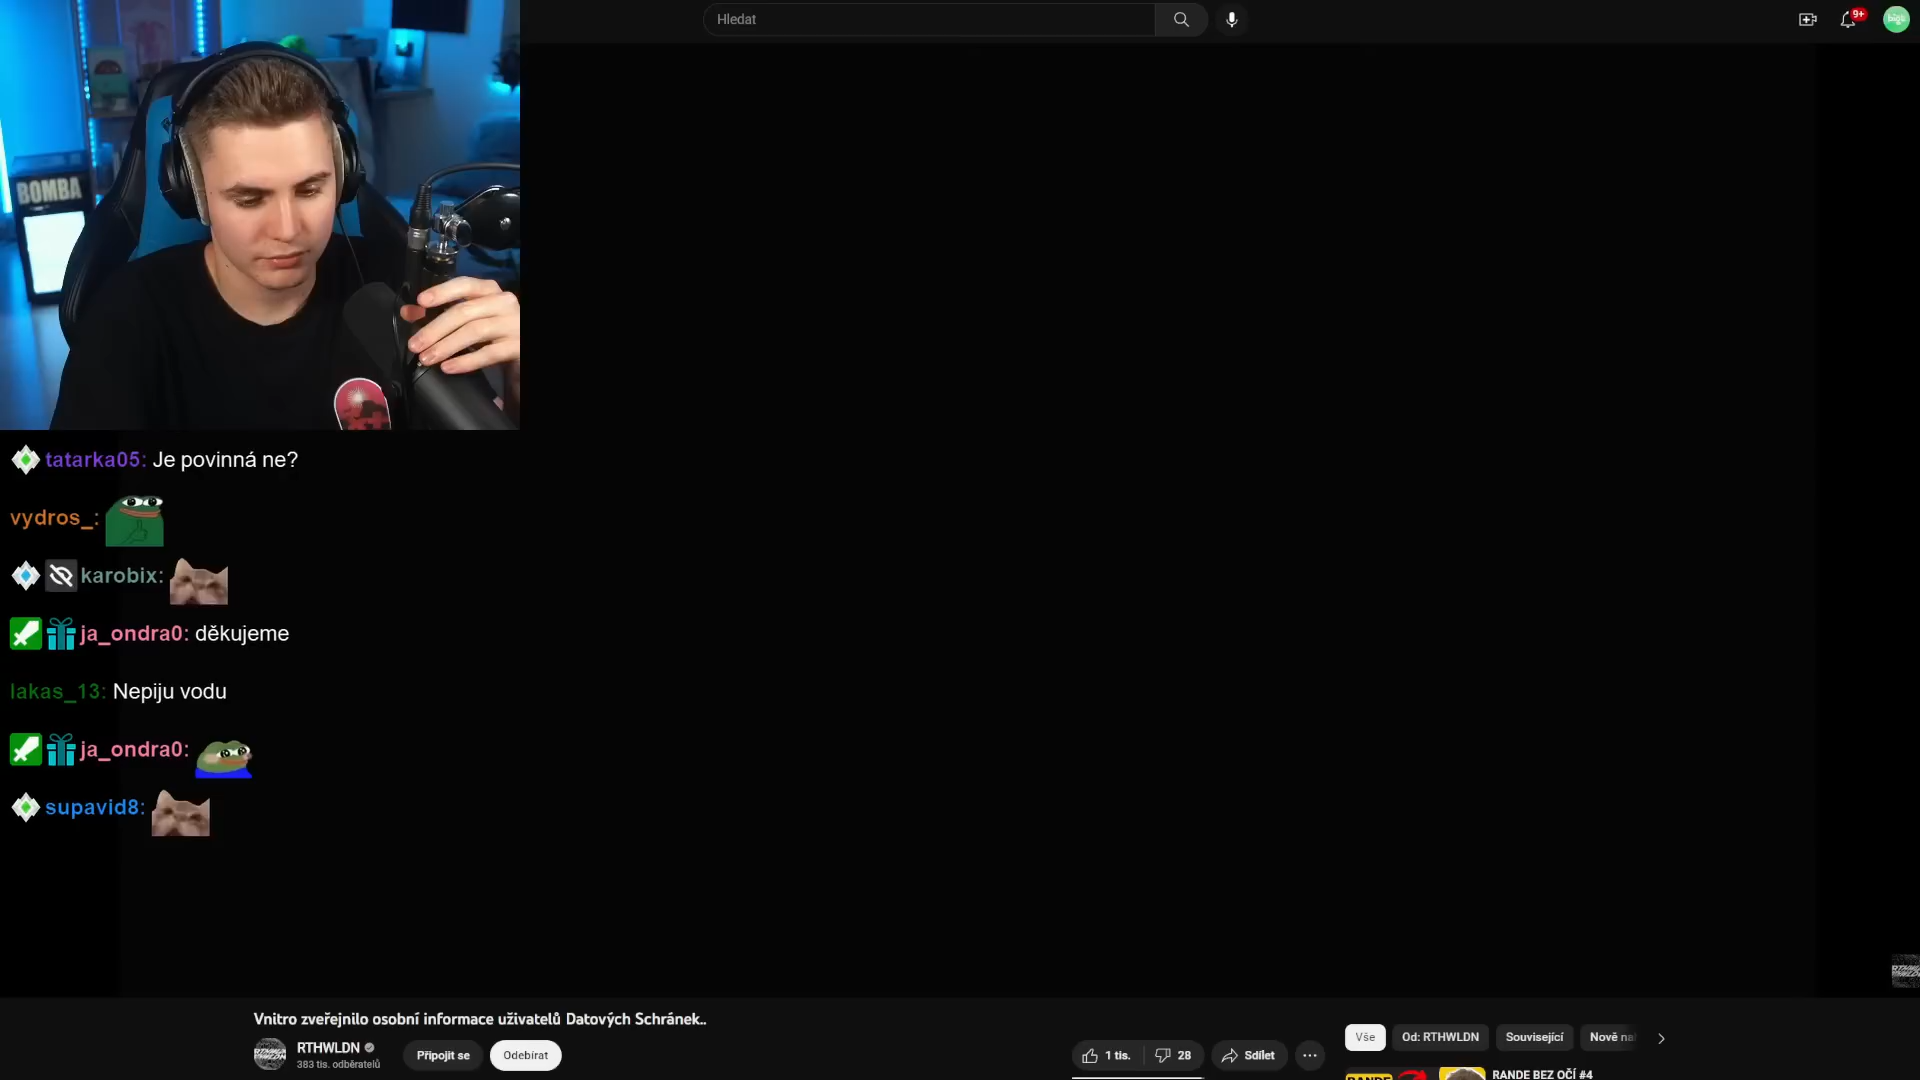 Hledat
9+
BOMBA
tatarka05: Je povinná ne?
vydros_:
karobix:
ja_ondra0: děkujeme
lakas_13: Nepiju vodu
ja_ondra0:
supavid8:
Vnitro zveřejnilo osobní informace uživatelů Datových Schránek..
RTHWLDN
383 tis. odběratelů
Připojit se
Odebírat
1 tis.
28
Sdílet
Vše
Od: RTHWLDN
Související
RANDE BEZ OČÍ #4